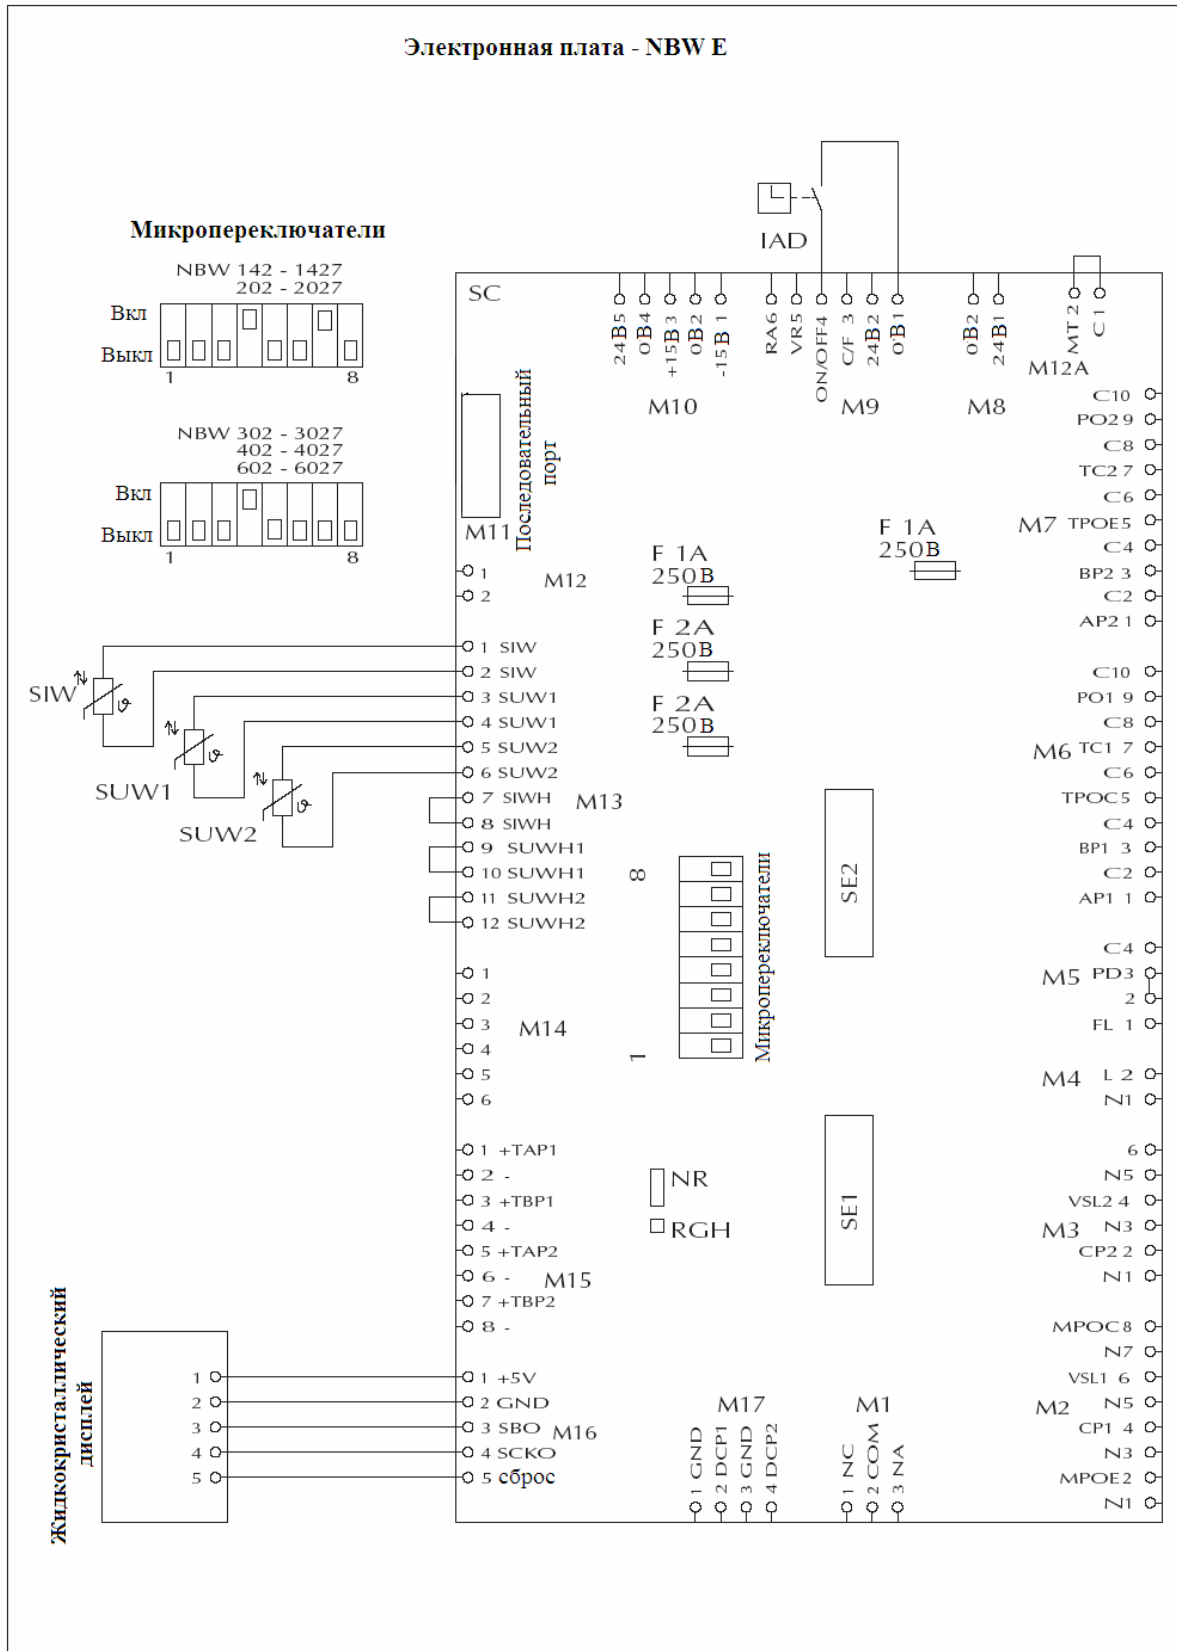 Электронная плата - NBW E
Микропереключатели
NBW 142 - 1427
202 - 2027
Вкл
Выкл
1 8
NBW 302 - 3027
402 - 4027
602 - 6027
Вкл
Выкл
1 8
IAD
SC
24В5
0В4
+15В3
0В2
-15В 1
M10
RA6
VR5
ON/OFF4
C/F 3
24В2
0'В1
M9
0В2
24В1
M8
MT 2
C1
M12A
Последовательный
порт
M11
1
2
M12
F 1A
250В
F 1A
250В
F 2A
250В
F 2A
250В
C10
PO2 9
C8
TC2 7
C6
M7 TPOE5
C4
BP2 3
C2
AP2 1
C10
PO1 9
C8
M6 TC1 7
C6
TPOC5
C4
BP1 3
C2
AP1 1
C4
M5 PD3
2
FL 1
M4 L 2
N1
6
N5
VSL2 4
M3 N3
CP2 2
N1
MPOC8
N7
VSL1 6
M2 N5
CP1 4
N3
MPOE2
N1
SIW
SUW1
SUW2
1 SIW
2 SIW
3 SUW1
4 SUW1
5 SUW2
6 SUW2
7 SIWH
M13
8 SIWH
9 SUWH1
10 SUWH1
11 SUWH2
12 SUWH2
8
1
Микропереключатели
SE2
SE1
1
2
3 M14
4
5
6
NR
RGH
1 +TAP1
2 -
3 +TBP1
4 -
5 +TAP2
6 - M15
7 +TBP2
8 -
Жидкокристаллический
дисплей
1
2
3
4
5
1 +5V
2 GND
3 SBO
M16
4 SCKO
5 сброс
M17
1 GND
2 DCP1
3 GND
4 DCP2
M1
1 NC
2 COM
3 NA